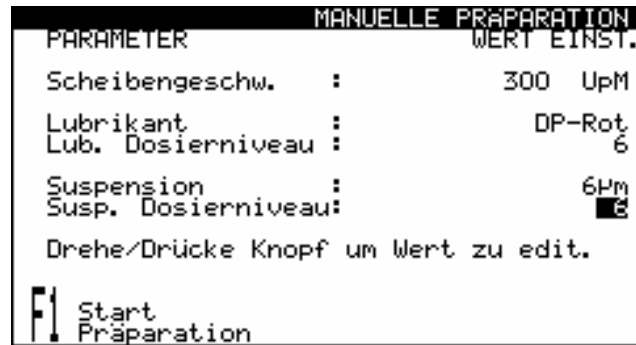 MANUELLE PRÄPARATION
PARAMETER WERT EINST.
Scheibengeschw. : 300 UpM
Lubrikant : DP-Rot
Lub. Dosierniveau : 6
Suspension : 6µm
Susp. Dosierniveau: 6
Drehe/Drücke Knopf um Wert zu edit.
F1 Start
Präparation